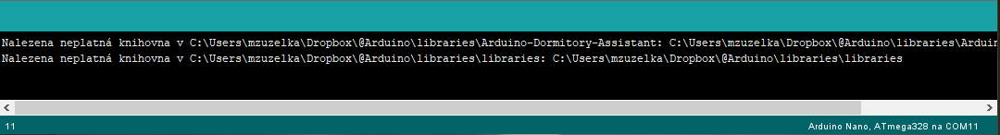 Nalezena neplatná knihovna v C:\Users\mzuzelka\Dropbox\@Arduino\libraries\Arduino-Dormitory-Assistant: C:\Users\mzuzelka\Dropbox\@Arduino\libraries\Arduin
Nalezena neplatná knihovna v C:\Users\mzuzelka\Dropbox\@Arduino\libraries\libraries: C:\Users\mzuzelka\Dropbox\@Arduino\libraries\libraries
11 Arduino Nano, ATmega328 na COM11